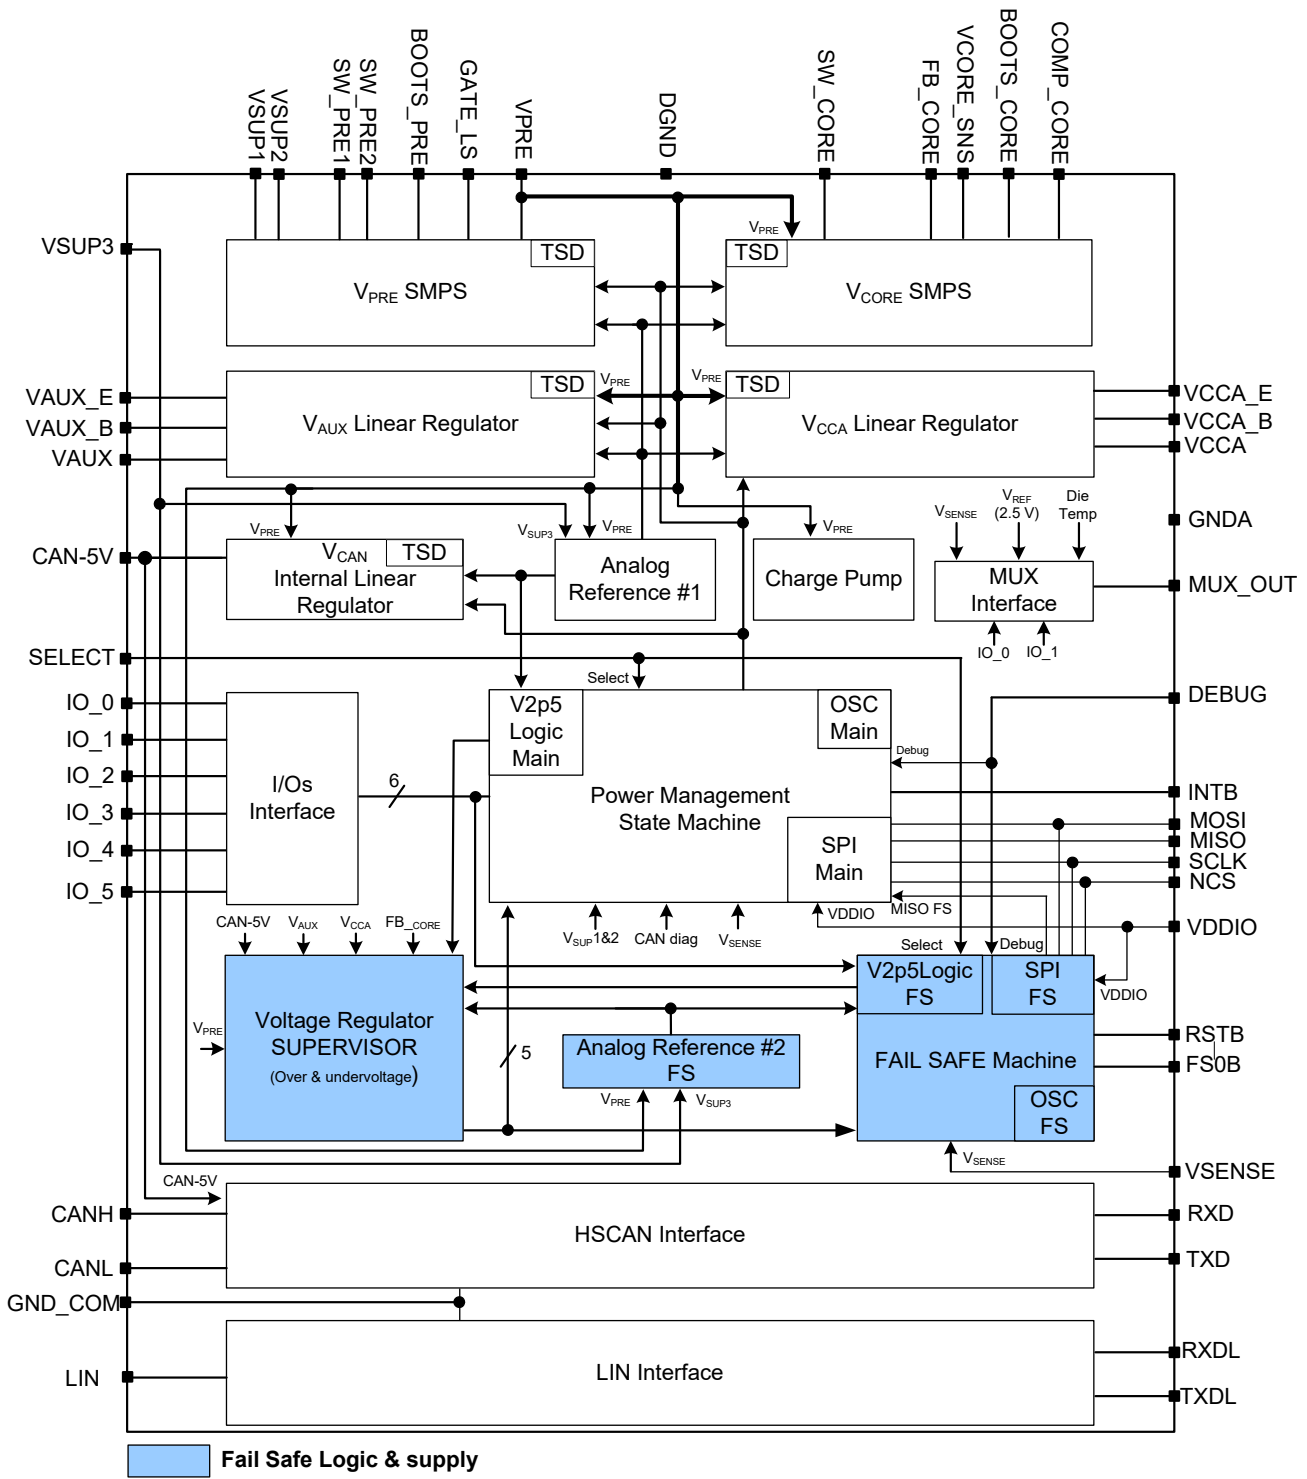 VSUP1
VSUP2
SW_PRE1
SW_PRE2
BOOTS_PRE
GATE_LS
VPRE
DGND
SW_CORE
FB_CORE
VCORE_SNS
BOOTS_CORE
COMP_CORE
VSUP3
VPRE
TSD
VPRE SMPS
TSD
VCORE SMPS
VAUX_E
VAUX_B
VAUX
TSD
VAUX Linear Regulator
VPRE
VPRE
TSD
VCCA Linear Regulator
VCCA_E
VCCA_B
VCCA
GNDA
VPRE
VSUP3
VPRE
VPRE
VSENSE
VREF
(2.5 V)
Die
Temp
CAN-5V
VCAN
TSD
Internal Linear
Regulator
Analog
Reference #1
Charge Pump
MUX
Interface
MUX_OUT
IO_0
IO_1
SELECT
Select
IO_0
IO_1
IO_2
IO_3
IO_4
IO_5
I/Os
Interface
6
V2p5
Logic
Main
OSC
Main
Debug
Power Management
State Machine
SPI
Main
DEBUG
INTB
MOSI
MISO
SCLK
NCS
VDDIO
CAN-5V
VAUX
VCCA
FB_CORE
VSUP1&2
CAN diag
VSENSE
VDDIO
MISO FS
Select
Debug
VDDIO
VPRE
Voltage Regulator
SUPERVISOR
(Over & undervoltage)
5
Analog Reference #2
FS
VPRE
VSUP3
V2p5Logic
FS
SPI
FS
FAIL SAFE Machine
OSC
FS
RSTB
FS0B
VSENSE
VSENSE
CAN-5V
CANH
CANL
HSCAN Interface
RXD
TXD
GND_COM
LIN
LIN Interface
RXDL
TXDL
Fail Safe Logic & supply